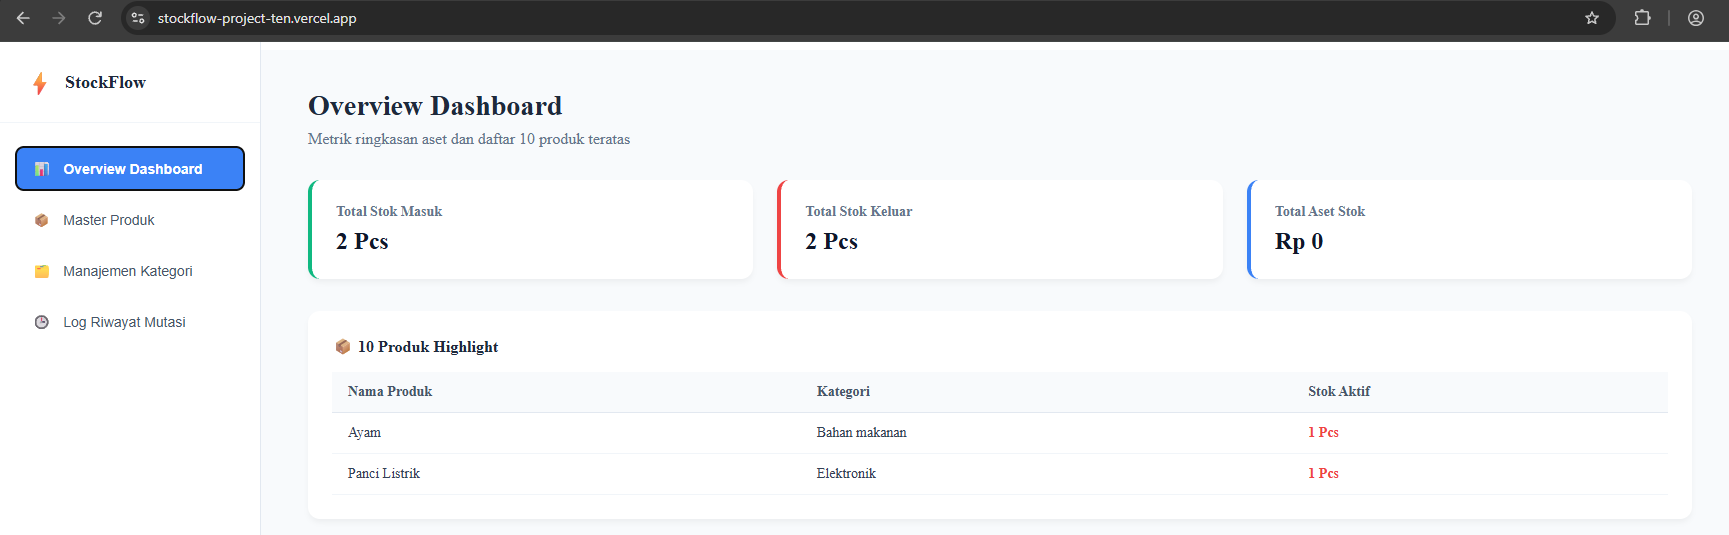 stockflow-project-ten.vercel.app
StockFlow
Overview Dashboard
Master Produk
Manajemen Kategori
Log Riwayat Mutasi
Overview Dashboard
Metrik ringkasan aset dan daftar 10 produk teratas
Total Stok Masuk
2 Pcs
Total Stok Keluar
2 Pcs
Total Aset Stok
Rp 0
10 Produk Highlight
Nama Produk Kategori Stok Aktif
Ayam Bahan makanan 1 Pcs
Panci Listrik Elektronik 1 Pcs